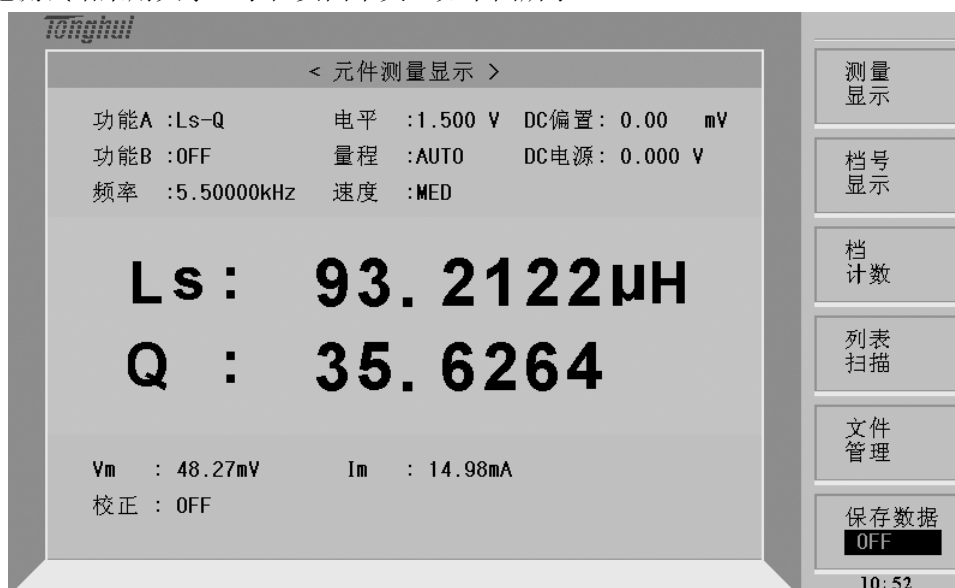 Tonghui
< 元件测量显示 >
功能A :Ls-Q 电平 :1.500 V DC偏置: 0.00 mV
功能B :OFF 量程 :AUTO DC电源: 0.000 V
频率 :5.50000kHz 速度 :MED
Ls: 93.2122μH
Q : 35.6264
Vm : 48.27mV Im : 14.98mA
校正 : OFF
测量
显示
档号
显示
档
计数
列表
扫描
文件
管理
保存数据
OFF
10:52